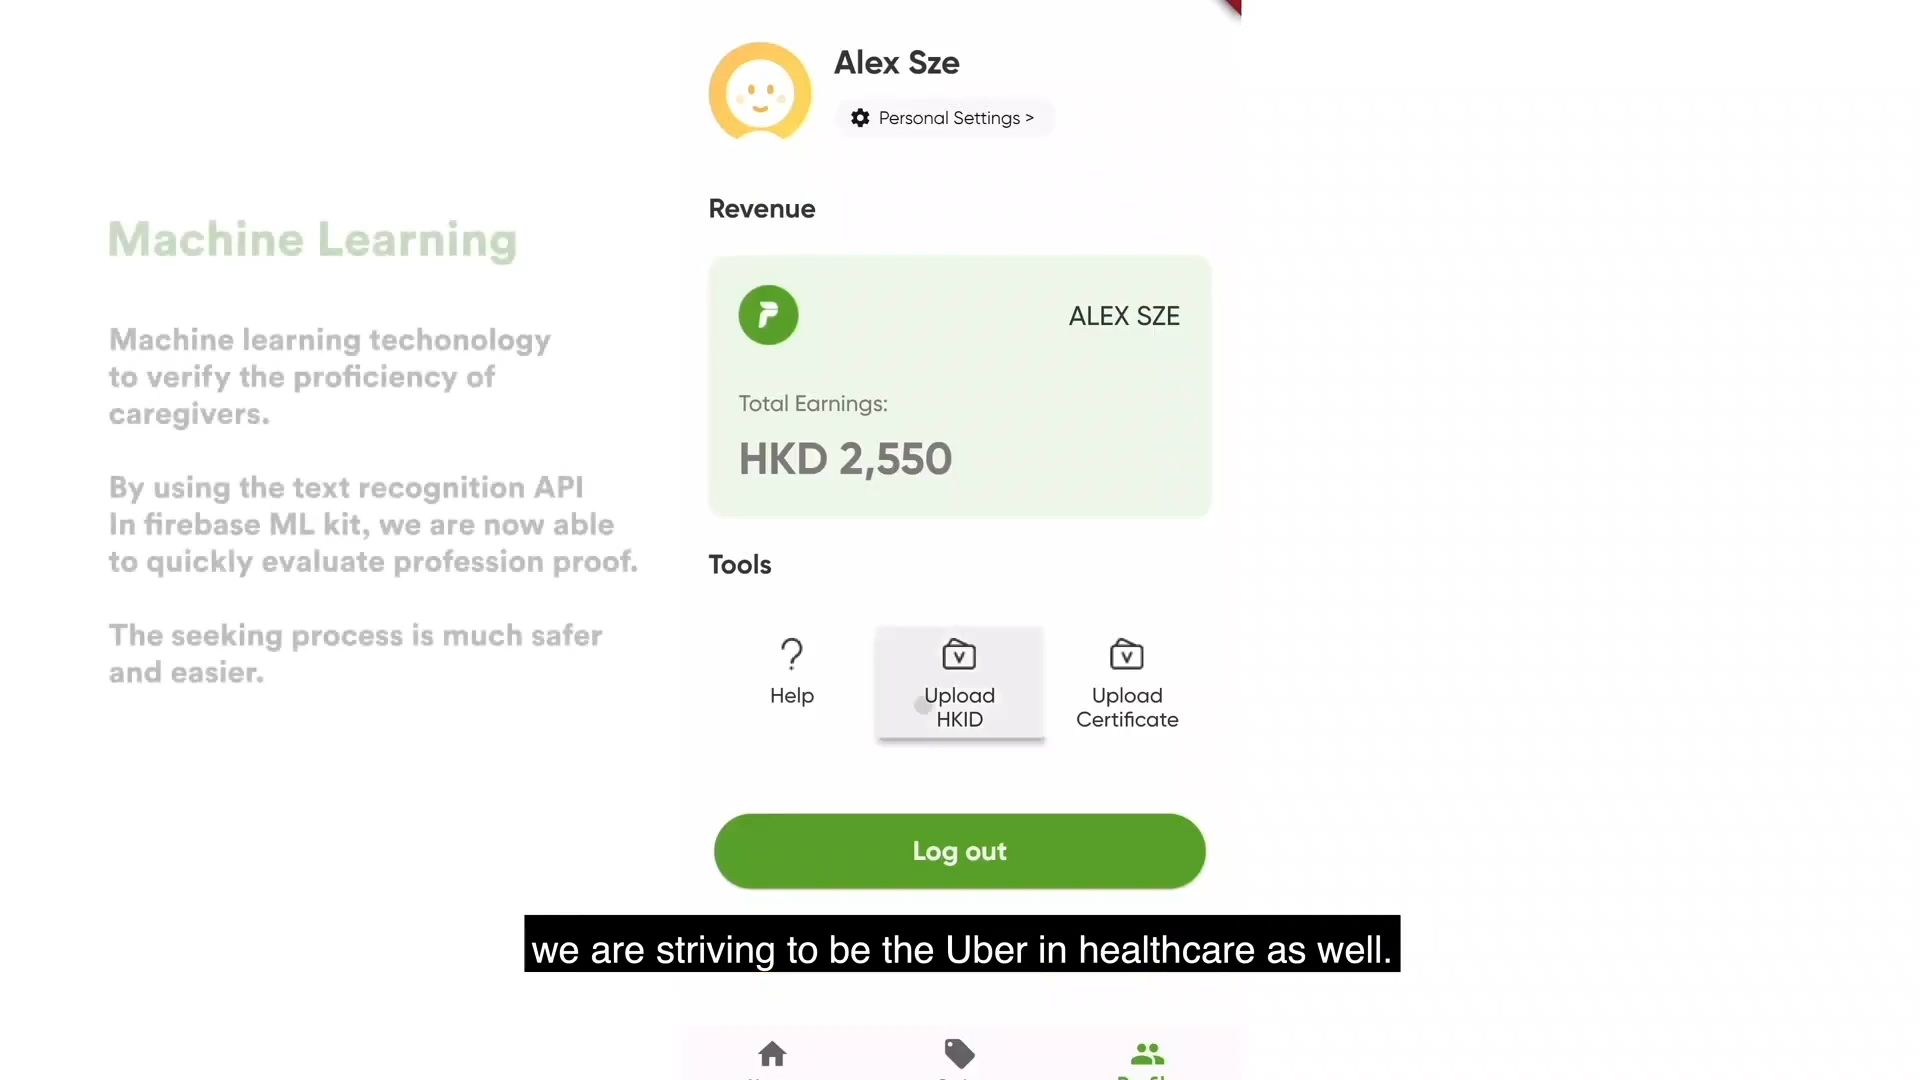 Alex Sze
Personal Settings >
Revenue
Machine Learning
ALEX SZE
Machine learning techonology
to verify the proficiency of
caregivers.
Total Earnings:
HKD 2,550
By using the text recognition API
In firebase ML kit, we are now able
to quickly evaluate profession proof.
Tools
The seeking process is much safer
and easier.
Help
Upload
HKID
Upload
Certificate
Log out
we are striving to be the Uber in healthcare as well.